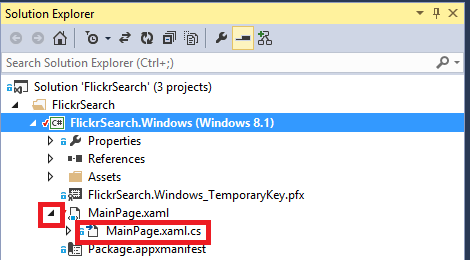 Solution Explorer
Search Solution Explorer (Ctrl+;)
Solution 'FlickrSearch' (3 projects)
FlickrSearch
C# FlickrSearch.Windows (Windows 8.1)
Properties
References
Assets
FlickrSearch.Windows_TemporaryKey.pfx
MainPage.xaml
MainPage.xaml.cs
Package.appxmanifest